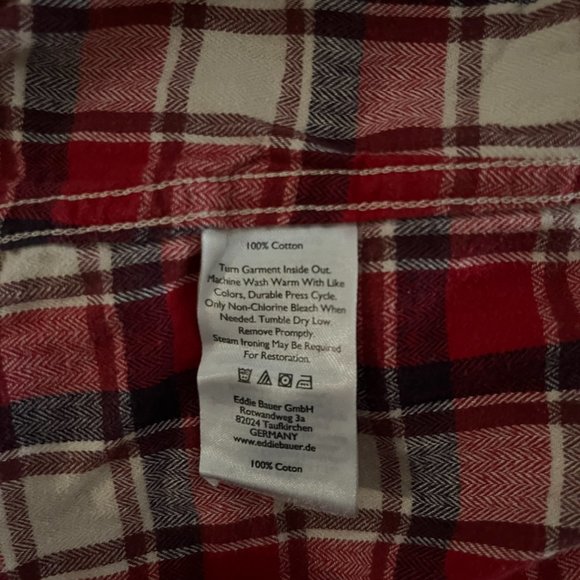 100% Cotton
Turn Garment Inside Out.
Machine Wash Warm With Like
Colors, Durable Press Cycle.
Only Non-Chlorine Bleach When
Needed. Tumble Dry Low
Remove Promptly.
Steam Ironing May Be Required
For Restoration.
Eddie Bauer GmbH
Rotwandweg 3a
82024 Taufkirchen
GERMANY
www.eddiebauer.de
100% Coton